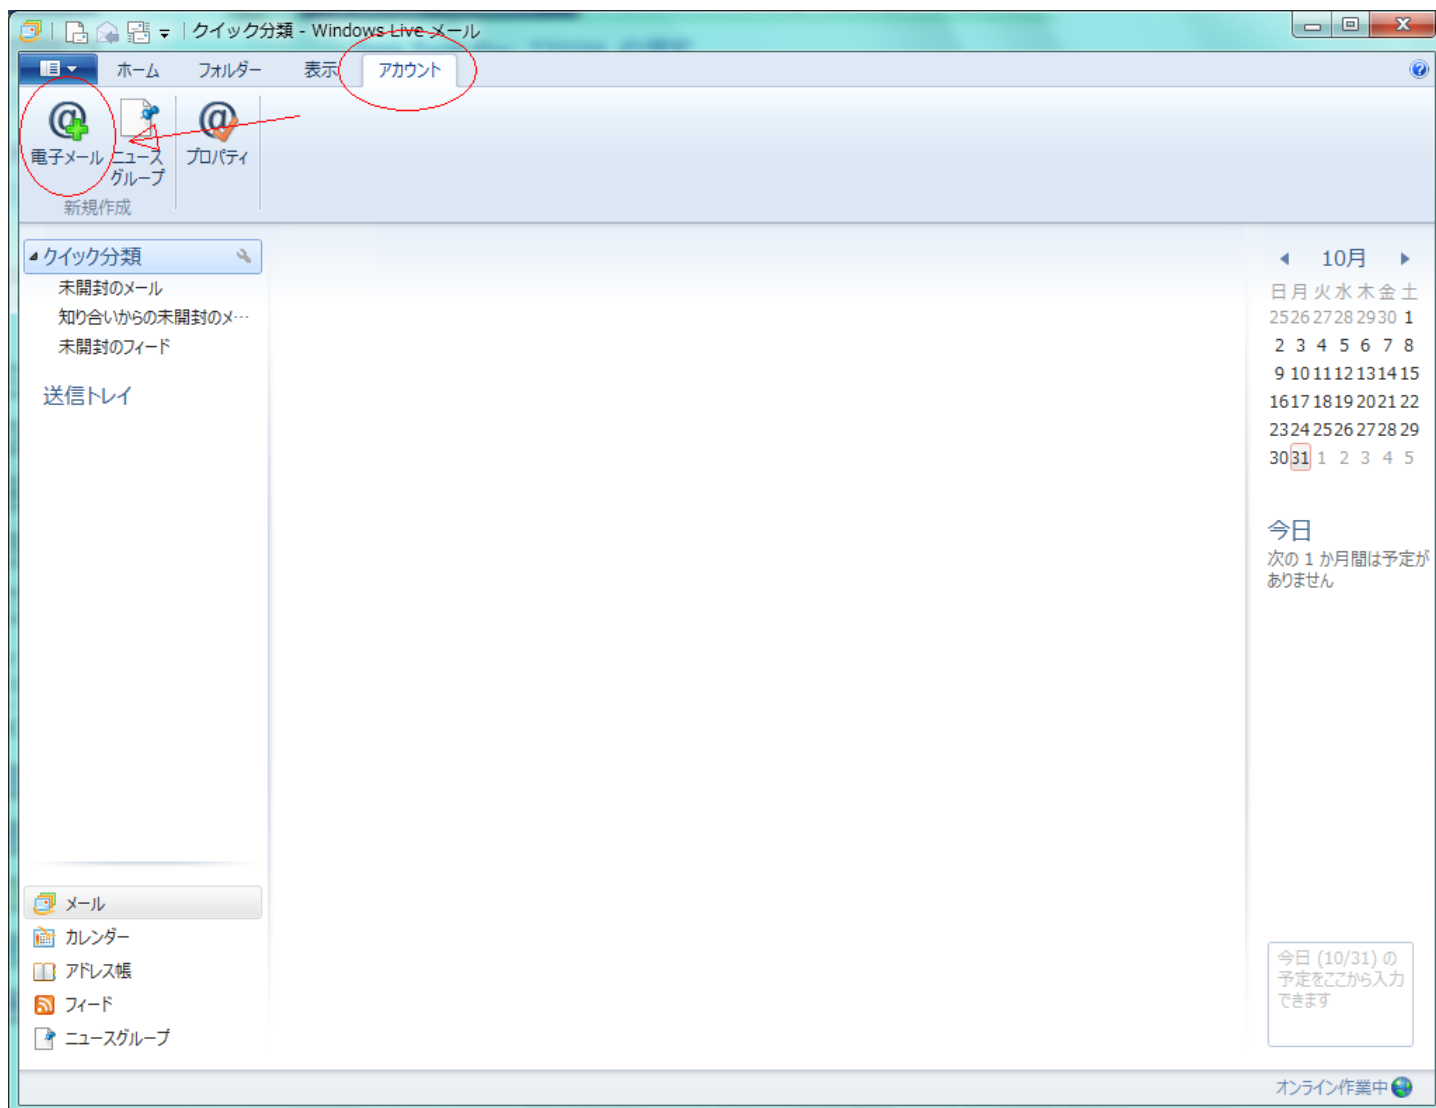 クイック分類 - Windows Live メール
ホーム フォルダー 表示 アカウント
電子メール ニュース グループ プロパティ
新規作成
クイック分類
未開封のメール
知り合いからの未開封のメ…
未開封のフィード
送信トレイ
メール
カレンダー
アドレス帳
フィード
ニュースグループ
10月
日 月 火 水 木 金 土
25 26 27 28 29 30 1
2 3 4 5 6 7 8
9 10 11 12 13 14 15
16 17 18 19 20 21 22
23 24 25 26 27 28 29
30 31 1 2 3 4 5
今日
次の 1 か月間は予定が
ありません
今日 (10/31) の
予定をここから入力
できます
オンライン作業中